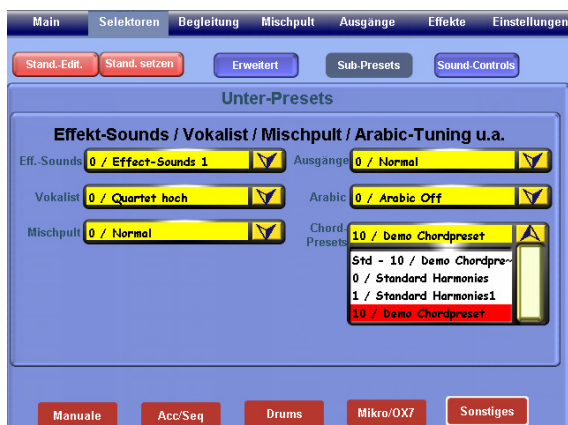 Main Selektoren Begleitung Mischpult Ausgänge Effekte Einstellungen
Stand.-Edit. Stand. setzen Erweitert Sub-Presets Sound-Controls
Unter-Presets
Effekt-Sounds / Vokalist / Mischpult / Arabic-Tuning u.a.
Eff.-Sounds 0 / Effect-Sounds 1 Ausgänge 0 / Normal
Vokalist 0 / Quartet hoch Arabic 0 / Arabic Off
Mischpult 0 / Normal Chord-Presets 10 / Demo Chordpreset
Std - 10 / Demo Chordpre~
0 / Standard Harmonies
1 / Standard Harmonies1
10 / Demo Chordpreset
Manuale Acc/Seq Drums Mikro/OX7 Sonstiges